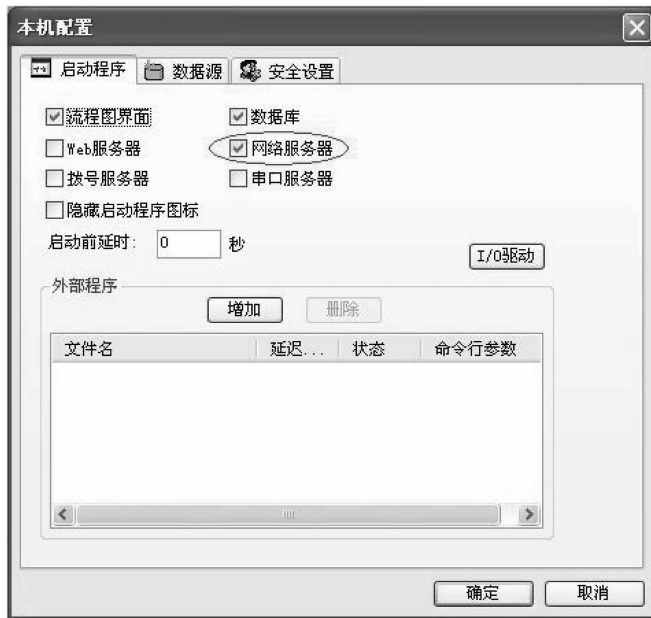 本机配置
启动程序 数据源 安全设置
流程图界面 数据库
Web服务器 网络服务器
拨号服务器 串口服务器
隐藏启动程序图标
启动前延时: 0 秒
I/O驱动
外部程序
增加 删除
文件名 延迟... 状态 命令行参数
确定 取消